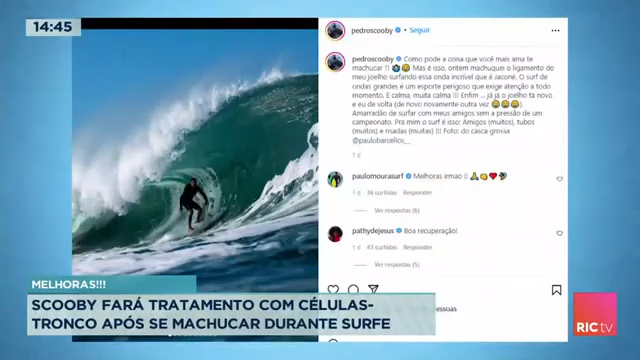 14:45
pedroscooby • Seguir
pedroscooby Como pode a coisa que você mais ama te
machucar ?! Mas é isso, ontem machuquei o ligamento do
meu joelho surfando essa onda incrível que é Jaconé. O surf de
ondas grandes é um esporte perigoso que exige atenção a todo
momento. E calma, muita calma !!! Enfim ... já já o joelho tá novo
e eu de volta (de novo novamente outra vez )
Amarradão de surfar com meus amigos sem a pressão de um
campeonato. Pra mim o surf é isso: Amigos (muitos), tubos
(muitos) e risadas (muitas) !!! Foto: do casca grossa
@paulobarcellos__
1 d
paulomourasurf Melhoras irmao !!
1 d 38 curtidas Responder
Ver respostas (6)
pathydejesus Boa recuperação!
1 d 43 curtidas Responder
Ver respostas (5)
essoas
MELHORAS!!!
SCOOBY FARÁ TRATAMENTO COM CÉLULAS-
TRONCO APÓS SE MACHUCAR DURANTE SURFE
RIC tv